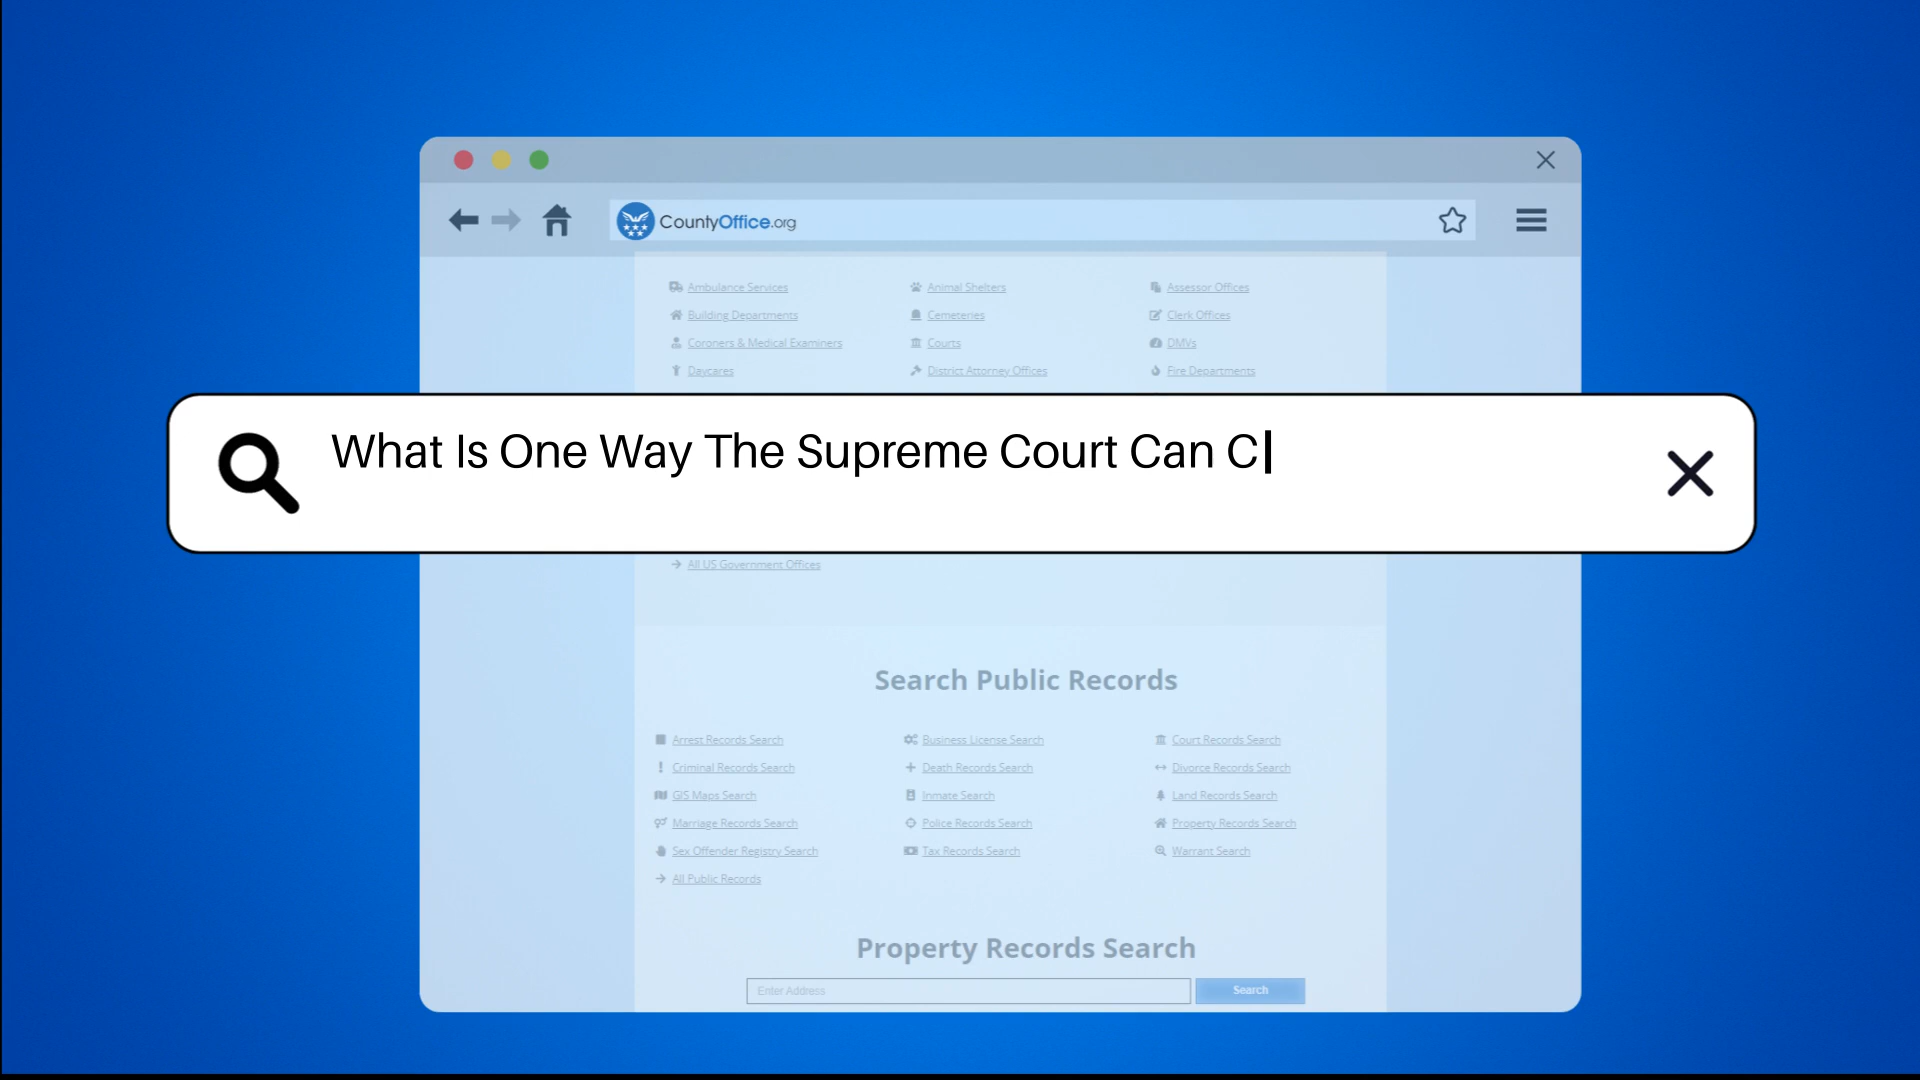 CountyOffice.org
Ambulance Services Animal Shelters Assessor Offices
Building Departments Cemeteries Clerk Offices
Coroners & Medical Examiners Courts DMVs
Daycares District Attorney Offices Fire Departments
What Is One Way The Supreme Court Can C
All US Government Offices
Search Public Records
Arrest Records Search Business License Search Court Records Search
Criminal Records Search Death Records Search Divorce Records Search
GIS Maps Search Inmate Search Land Records Search
Marriage Records Search Police Records Search Property Records Search
Sex Offender Registry Search Tax Records Search Warrant Search
All Public Records
Property Records Search
Enter Address Search